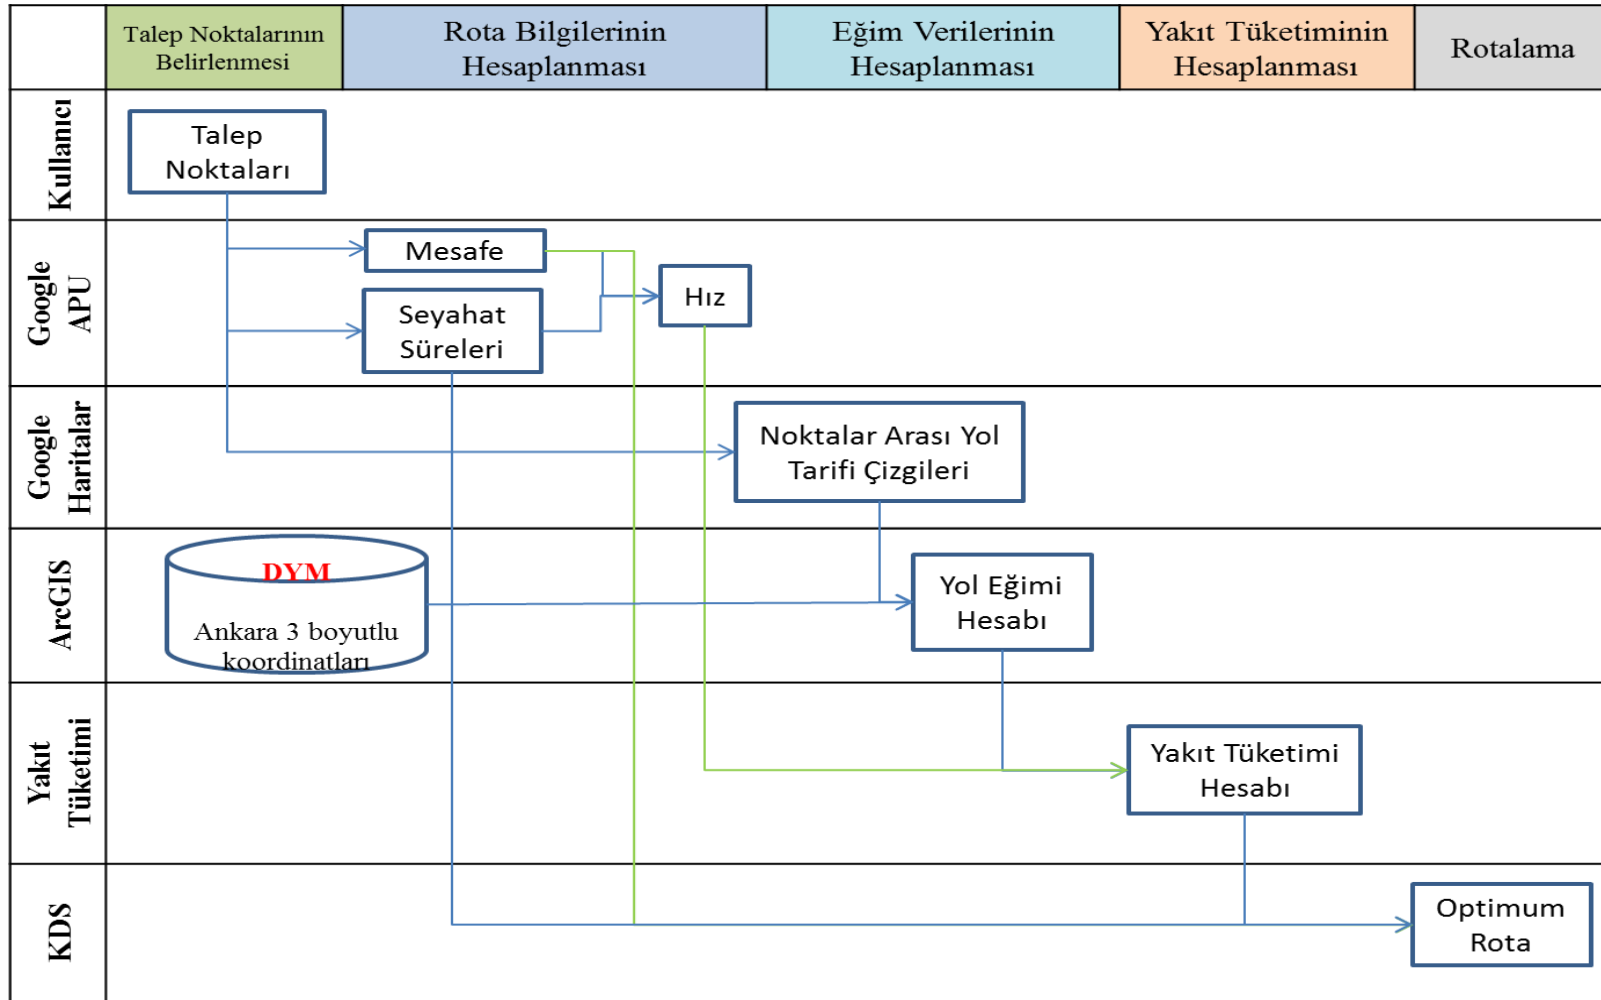 Talep Noktalarının
Belirlenmesi
Rota Bilgilerinin
Hesaplanması
Eğim Verilerinin
Hesaplanması
Yakıt Tüketiminin
Hesaplanması
Rotalama
Kullanıcı
Talep
Noktaları
Google
APU
Mesafe
Seyahat
Süreleri
Hız
Google
Haritalar
Noktalar Arası Yol
Tarifi Çizgileri
ArcGIS
DYM
Ankara 3 boyutlu
koordinatları
Yol Eğimi
Hesabı
Yakıt
Tüketimi
Yakıt Tüketimi
Hesabı
KDS
Optimum
Rota